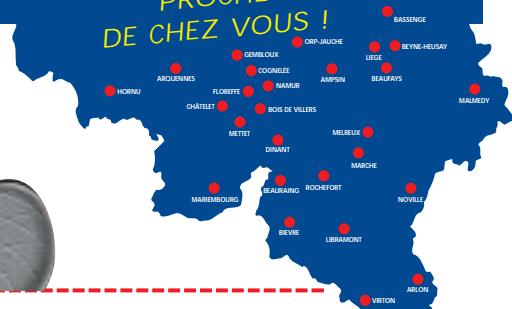 PROCHE
DE CHEZ VOUS !
BASSENGE
ORP-JAUCHE
BEYNE-HEUSAY
LIEGE
GEMBLOUX
COGNELÉE
ARQUENNES
AMPSIN
BEAUFAYS
HORNU
FLOREFFE
NAMUR
MALMEDY
CHÂTELET
BOIS DE VILLERS
METTET
MELREUX
DINANT
MARCHE
MARIEMBOURG
BEAURAING
ROCHEFORT
NOVILLE
BIEVRE
LIBRAMONT
ARLON
VIRTON